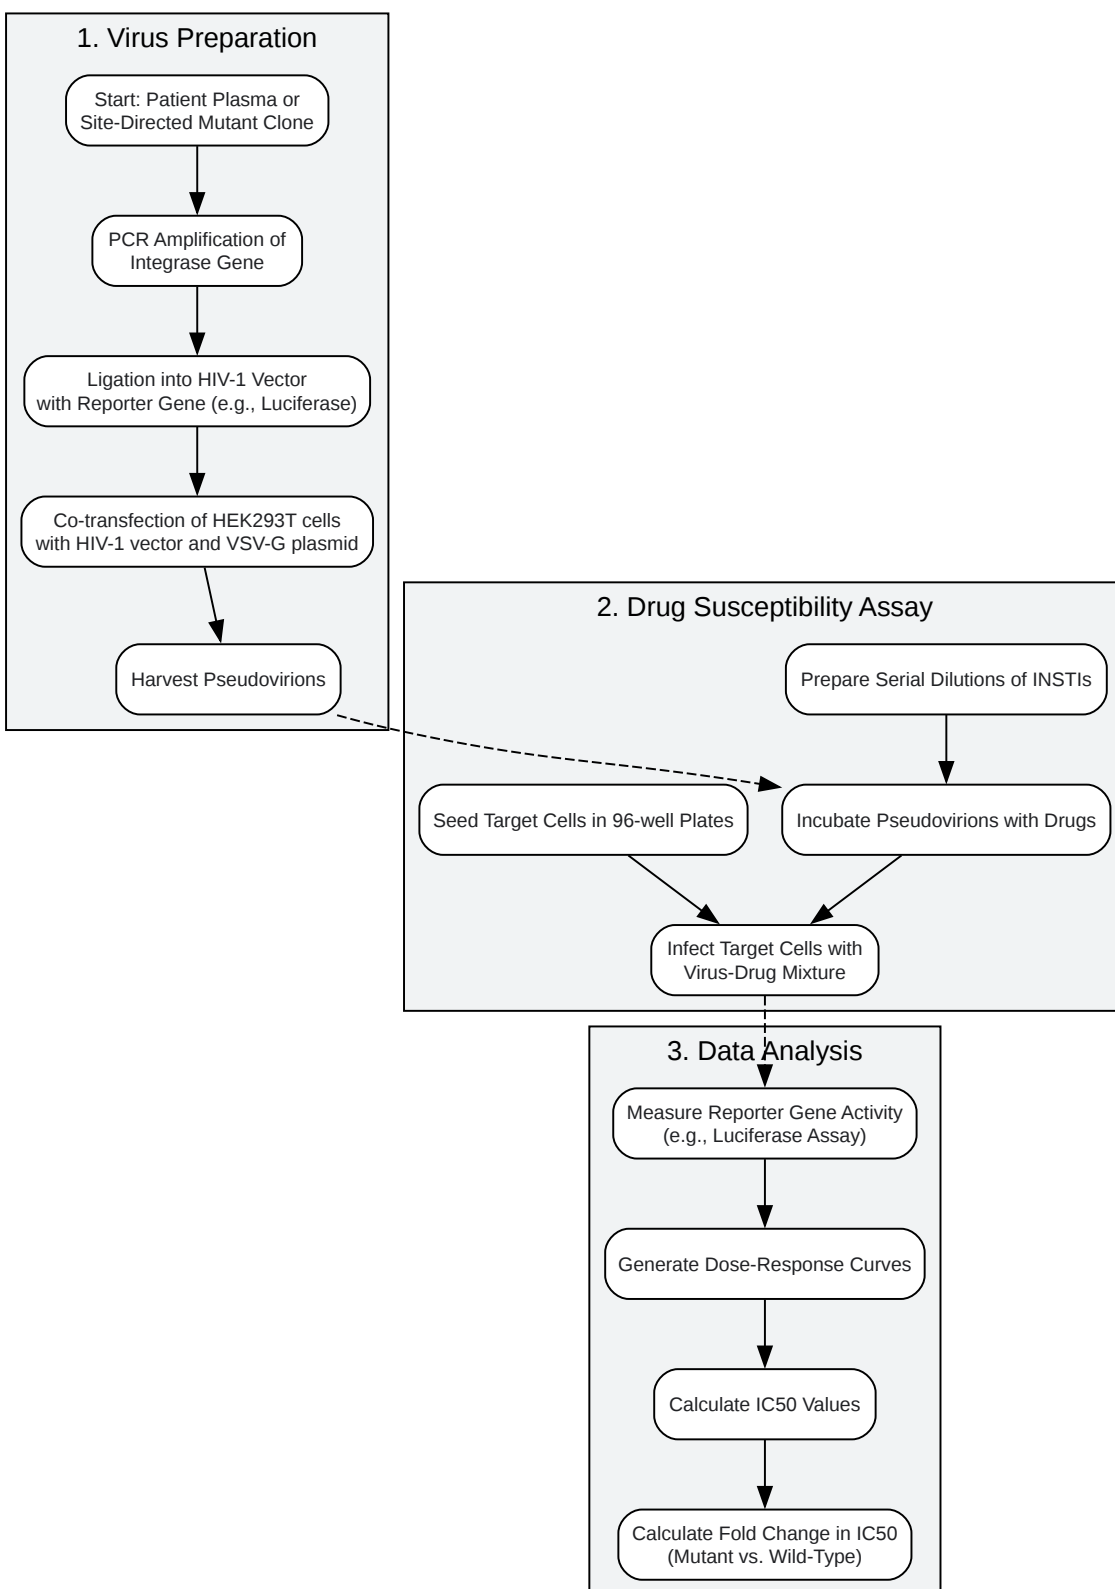 1. Virus Preparation
Start: Patient Plasma or
Site-Directed Mutant Clone
PCR Amplification of
Integrase Gene
Ligation into HIV-1 Vector
with Reporter Gene (e.g., Luciferase)
Co-transfection of HEK293T cells
with HIV-1 vector and VSV-G plasmid
Harvest Pseudovirions
2. Drug Susceptibility Assay
Prepare Serial Dilutions of INSTIs
Seed Target Cells in 96-well Plates
Incubate Pseudovirions with Drugs
Infect Target Cells with
Virus-Drug Mixture
3. Data Analysis
Measure Reporter Gene Activity
(e.g., Luciferase Assay)
Generate Dose-Response Curves
Calculate IC50 Values
Calculate Fold Change in IC50
(Mutant vs. Wild-Type)